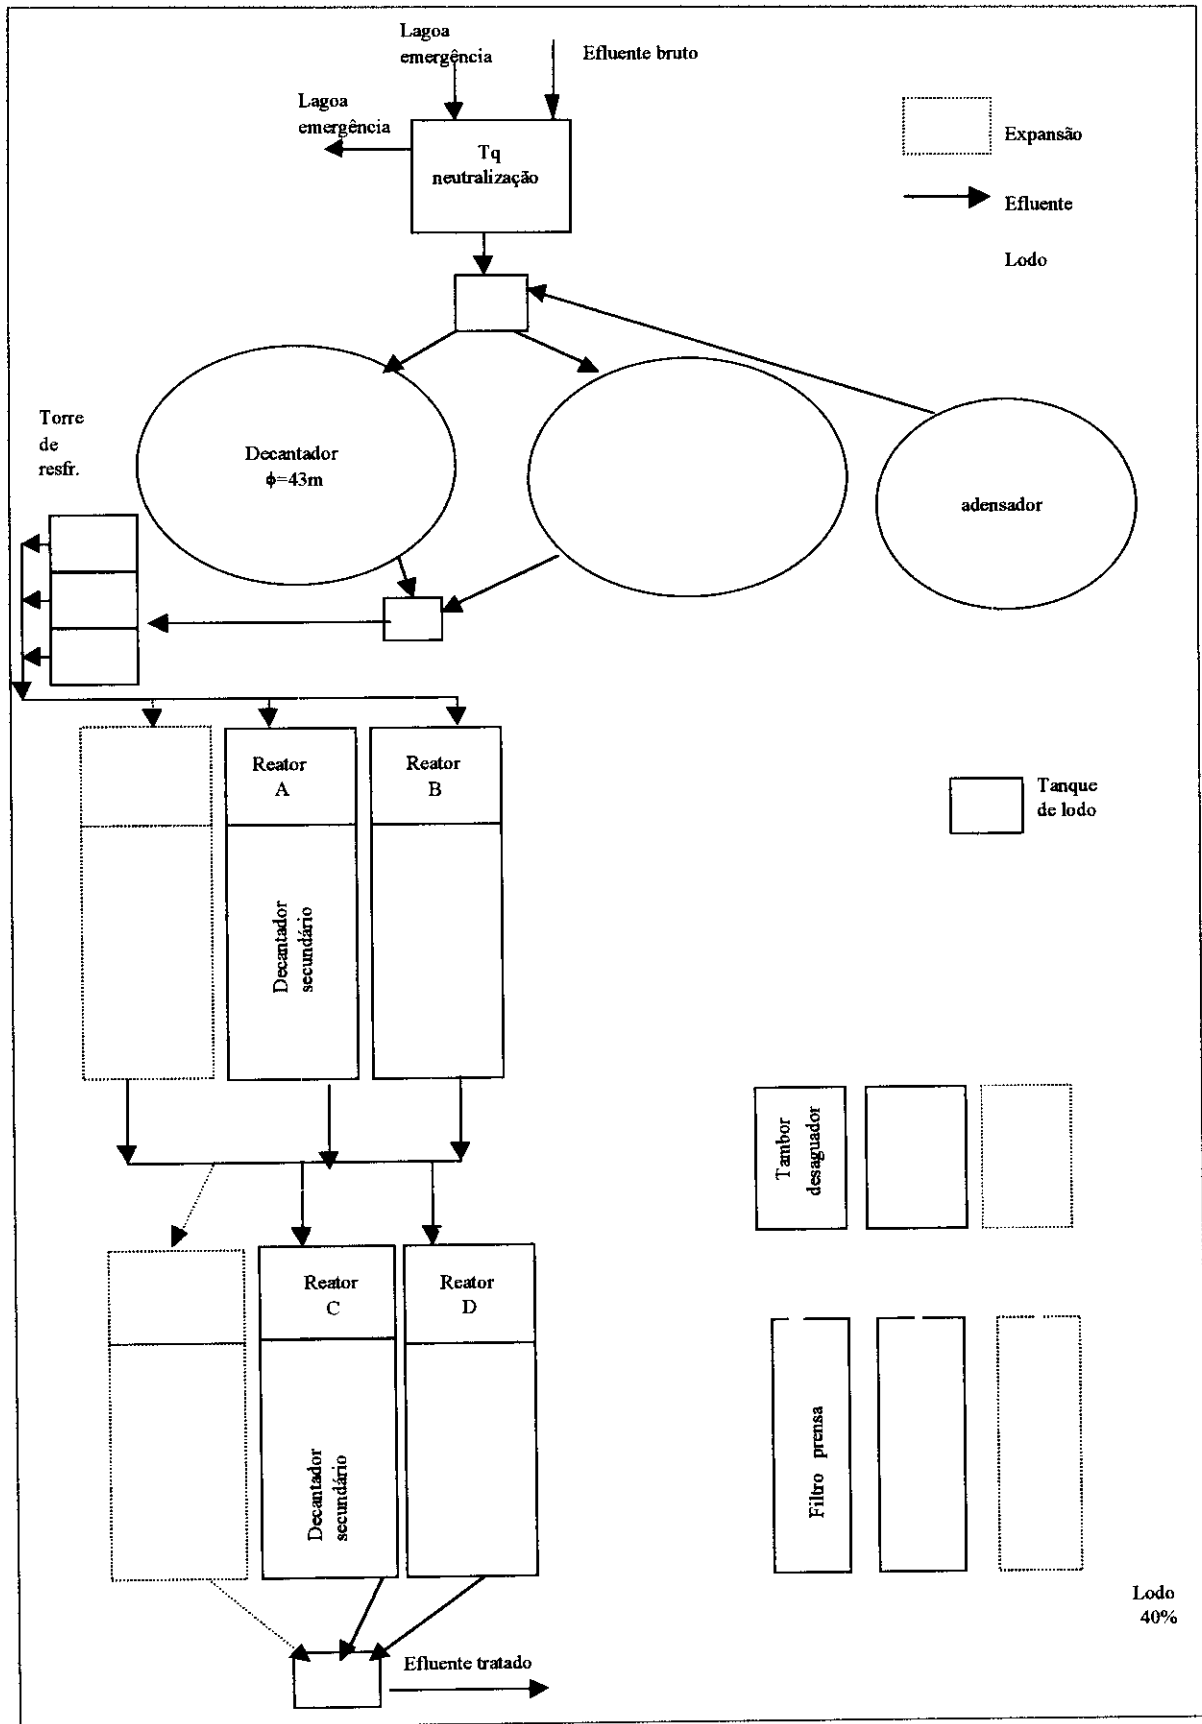 Lagoa
emergência
Efluente bruto
Lagoa
emergência
Tq
neutralização
Expansão
Efluente
Lodo
Torre
de
resfr.
Decantador
ϕ=43m
adensador
Reator
A
Reator
B
Tanque
de lodo
Decantador
secundário
Tambor
desaguador
Reator
C
Reator
D
Decantador
secundário
Filtro prensa
Lodo
40%
Efluente tratado